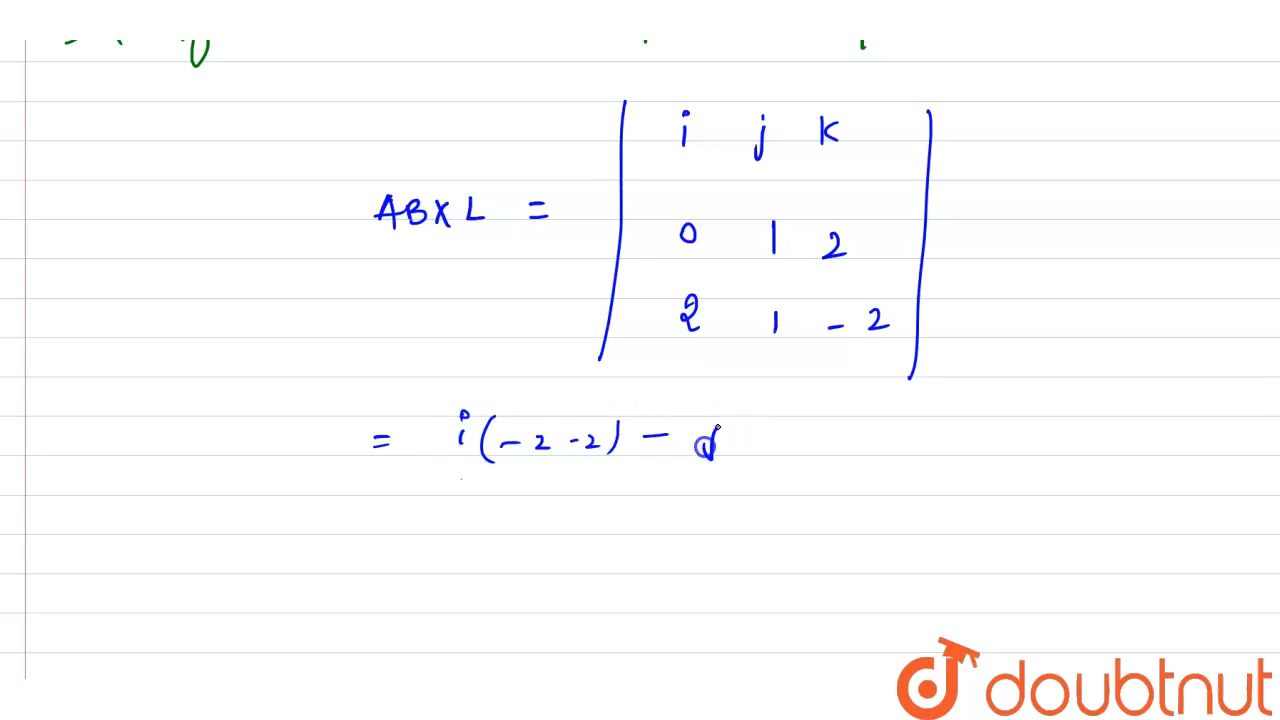 i j k
AB X L =
0 1 2
2 1 -2
= i (-2 -2) -
doubtnut